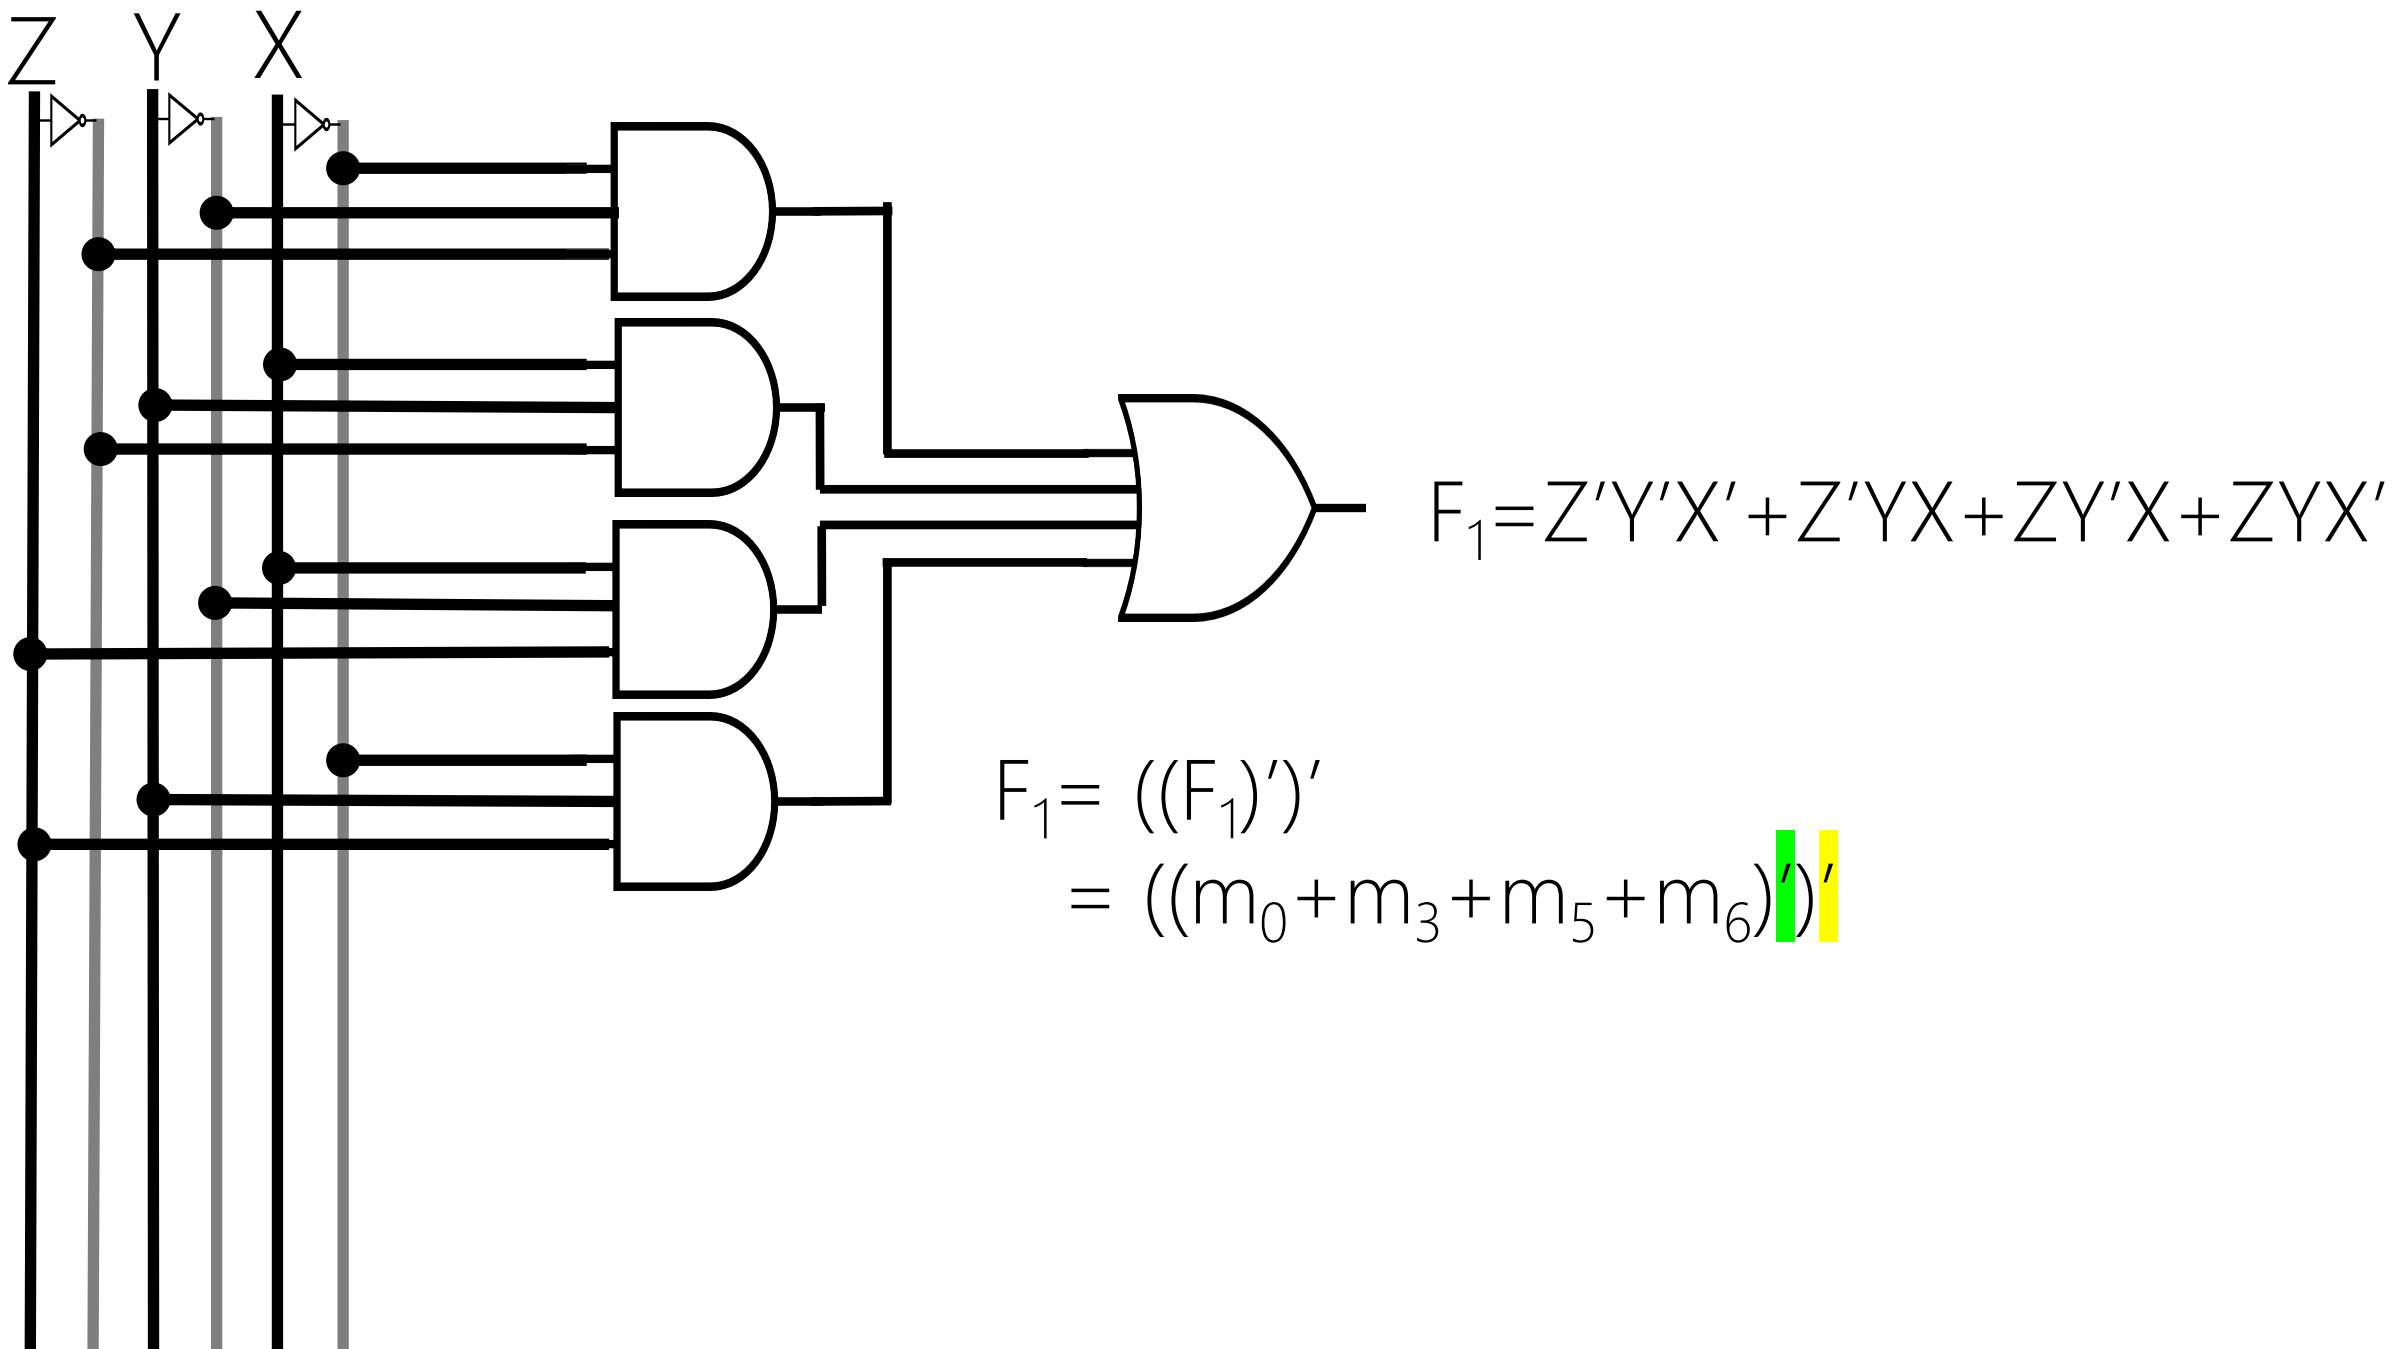 Z Y X
F₁=Z′Y′X′+Z′YX+ZY′X+ZYX′
F₁= ((F₁)′)′
= ((m₀+m₃+m₅+m₆)′)′